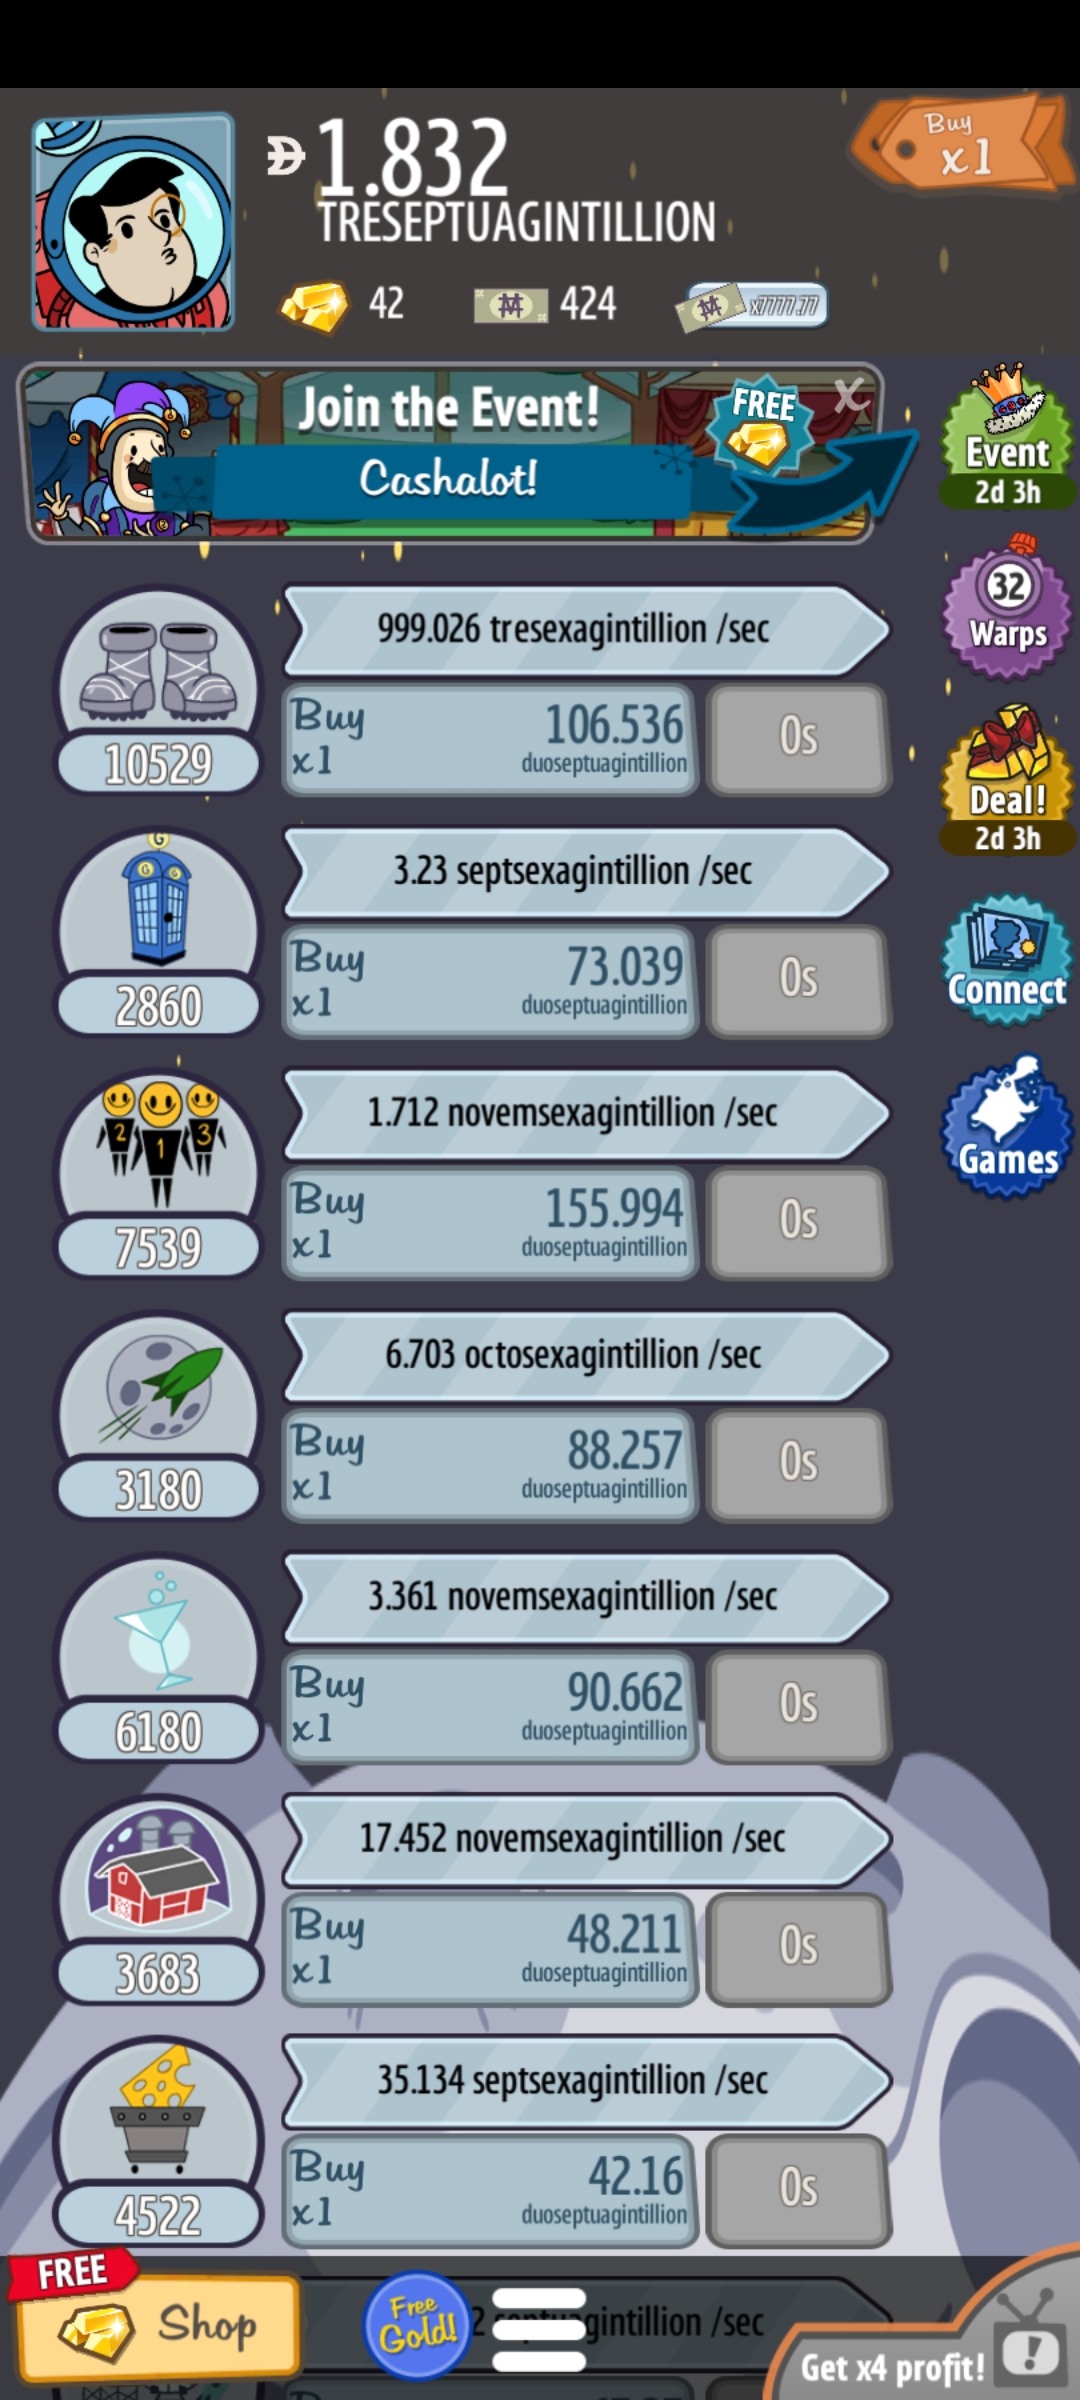 1.832
TRESEPTUAGINTILLION
Buy
x1
42
424
x7777.77
Join the Event!
Cashalot!
FREE
X
Event
2d 3h
999.026 tresexagintillion /sec
Buy
x1
106.536
duoseptuagintillion
0s
10529
32
Warps
3.23 septsexagintillion /sec
Buy
x1
73.039
duoseptuagintillion
0s
G
G G
2860
Deal!
2d 3h
Connect
1.712 novemsexagintillion /sec
Buy
x1
155.994
duoseptuagintillion
0s
2 1 3
7539
Games
6.703 octosexagintillion /sec
Buy
x1
88.257
duoseptuagintillion
0s
3180
3.361 novemsexagintillion /sec
Buy
x1
90.662
duoseptuagintillion
0s
6180
17.452 novemsexagintillion /sec
Buy
x1
48.211
duoseptuagintillion
0s
3683
35.134 septsexagintillion /sec
Buy
x1
42.16
duoseptuagintillion
0s
4522
FREE
Shop
Free
Gold!
/sec
Get x4 profit!
!